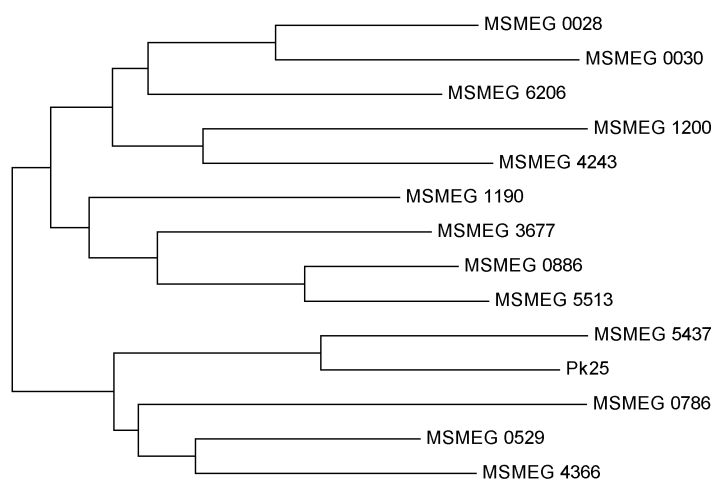 MSMEG 0028
MSMEG 0030
MSMEG 6206
MSMEG 1200
MSMEG 4243
MSMEG 1190
MSMEG 3677
MSMEG 0886
MSMEG 5513
MSMEG 5437
Pk25
MSMEG 0786
MSMEG 0529
MSMEG 4366